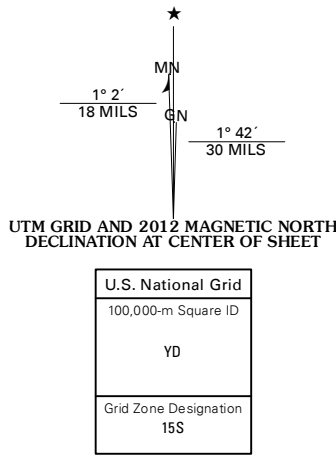 ★
MN
1° 2´
18 MILS
GN
1° 42´
30 MILS
UTM GRID AND 2012 MAGNETIC NORTH
DECLINATION AT CENTER OF SHEET
U.S. National Grid
100,000-m Square ID
YD
Grid Zone Designation
15S